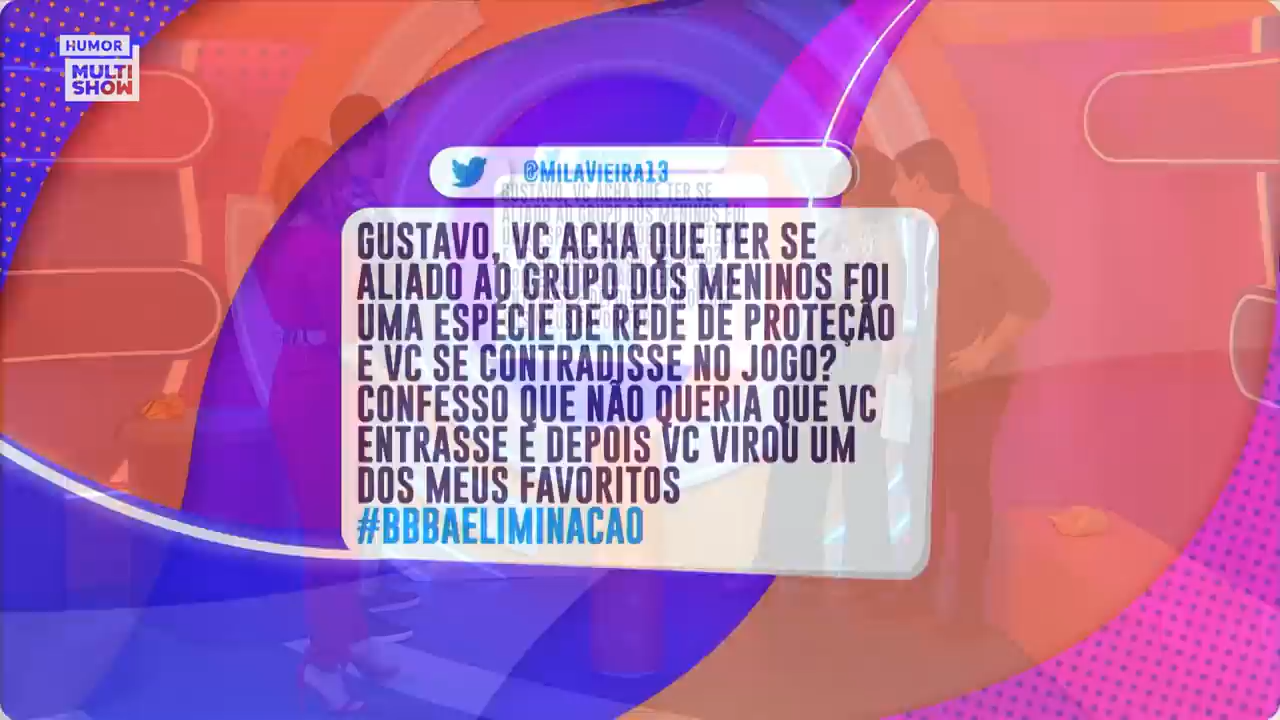 HUMOR
MULTI
SHOW
@MILAVIEIRA13
GUSTAVO, VC ACHA QUE TER SE
ALIADO AO GRUPO DOS MENINOS FOI
UMA ESPÉCIE DE REDE DE PROTEÇÃO
E VC SE CONTRADISSE NO JOGO?
CONFESSO QUE NÃO QUERIA QUE VC
ENTRASSE E DEPOIS VC VIROU UM
DOS MEUS FAVORITOS
#BBBAELIMINACAO